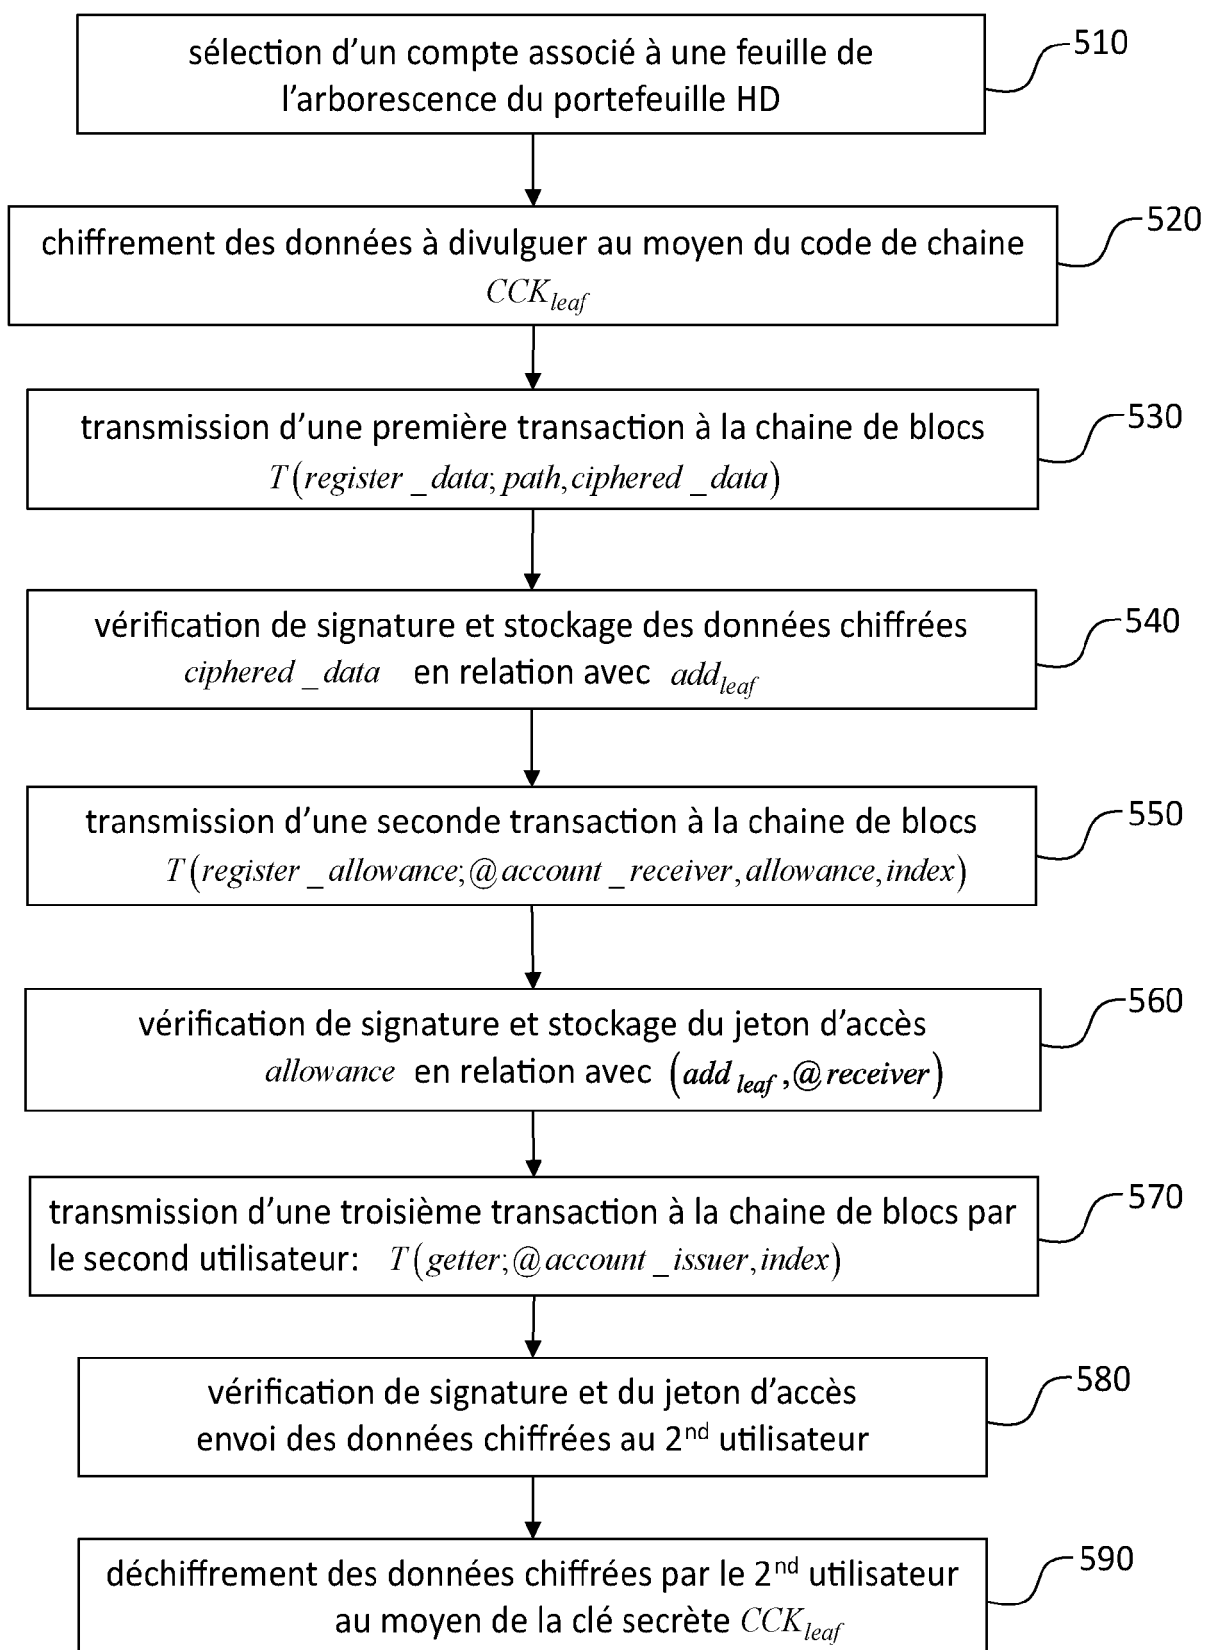 sélection d'un compte associé à une feuille de
l'arborescence du portefeuille HD
510
chiffrement des données à divulguer au moyen du code de chaine
CCK_leaf
520
transmission d'une première transaction à la chaine de blocs
T(register_data; path, ciphered_data)
530
vérification de signature et stockage des données chiffrées
ciphered_data en relation avec add_leaf
540
transmission d'une seconde transaction à la chaine de blocs
T(register_allowance; @account_receiver, allowance, index)
550
vérification de signature et stockage du jeton d'accès
allowance en relation avec (add_leaf, @receiver)
560
transmission d'une troisième transaction à la chaine de blocs par
le second utilisateur: T(getter; @account_issuer, index)
570
vérification de signature et du jeton d'accès
envoi des données chiffrées au 2nd utilisateur
580
déchiffrement des données chiffrées par le 2nd utilisateur
au moyen de la clé secrète CCK_leaf
590